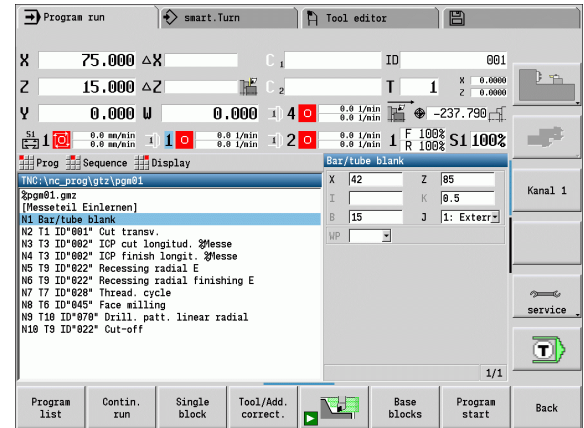 Program run
smart.Turn
Tool editor
X 75.000 ΔX C 1 ID 001
Z 15.000 ΔZ C 2 T 1 X 0.0000
Z 0.0000
Y 0.000 U 0.000 4 0.0 1/min
0.0 1/min -237.790
S1 1 0.0 mm/min
0.0 mm/min 1 0.0 1/min
0.0 1/min 2 0.0 1/min
0.0 1/min 1 F 100%
R 100% S1 100%
Prog Sequence Display
TNC:\nc_prog\gtz\pgm01
%pgm01.gmz
[Messeteil Einlernen]
N1 Bar/tube blank
N2 T1 ID"001" Cut transv.
N3 T3 ID"002" ICP cut longitud. %Messe
N4 T3 ID"002" ICP finish longit. %Messe
N5 T9 ID"022" Recessing radial E
N6 T9 ID"022" Recessing radial finishing E
N7 T7 ID"028" Thread. cycle
N8 T6 ID"045" Face milling
N9 T10 ID"070" Drill. patt. linear radial
N10 T9 ID"022" Cut-off
Bar/tube blank
X 42 Z 85
I K 0.5
B 15 J 1: Extern
WP
1/1
Kanal 1
service
T
Program list
Contin. run
Single block
Tool/Add. correct.
Base blocks
Program start
Back